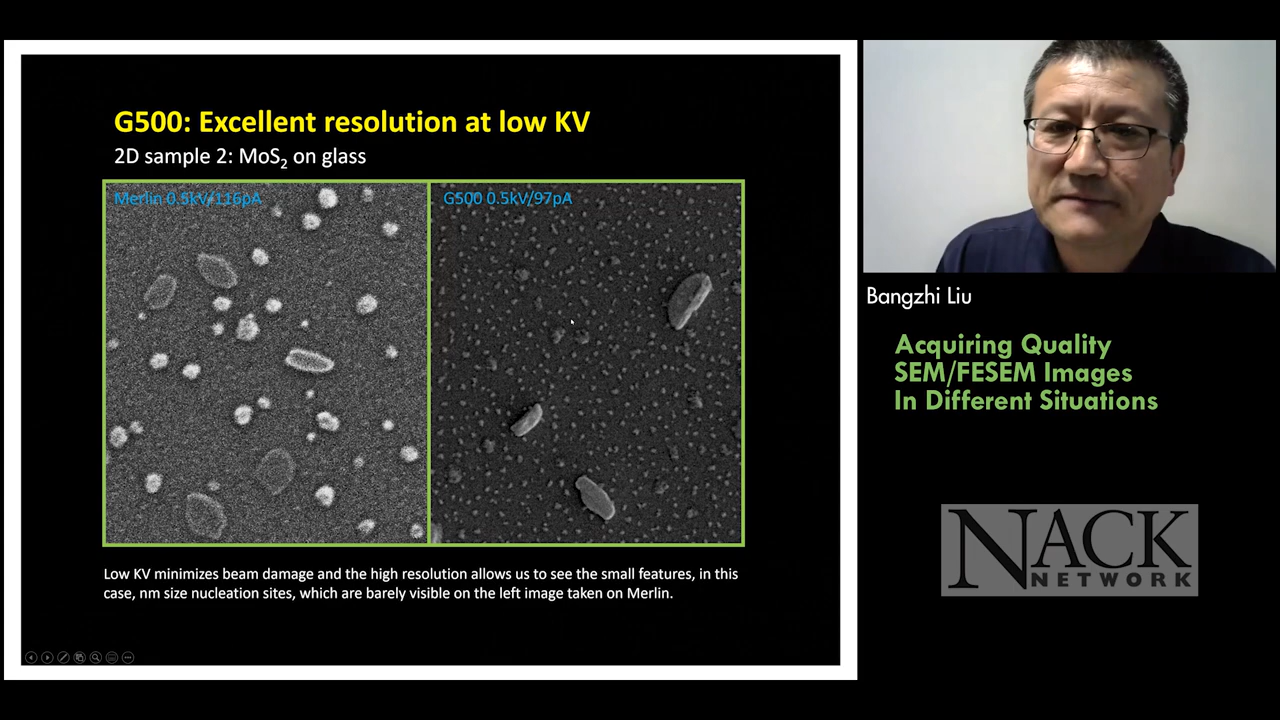 G500: Excellent resolution at low KV
2D sample 2: MoS₂ on glass
Merlin 0.5kV/116pA
G500 0.5kV/97pA
Low KV minimizes beam damage and the high resolution allows us to see the small features, in this
case, nm size nucleation sites, which are barely visible on the left image taken on Merlin.
Bangzhi Liu
Acquiring Quality
SEM/FESEM Images
In Different Situations
NACK
NETWORK